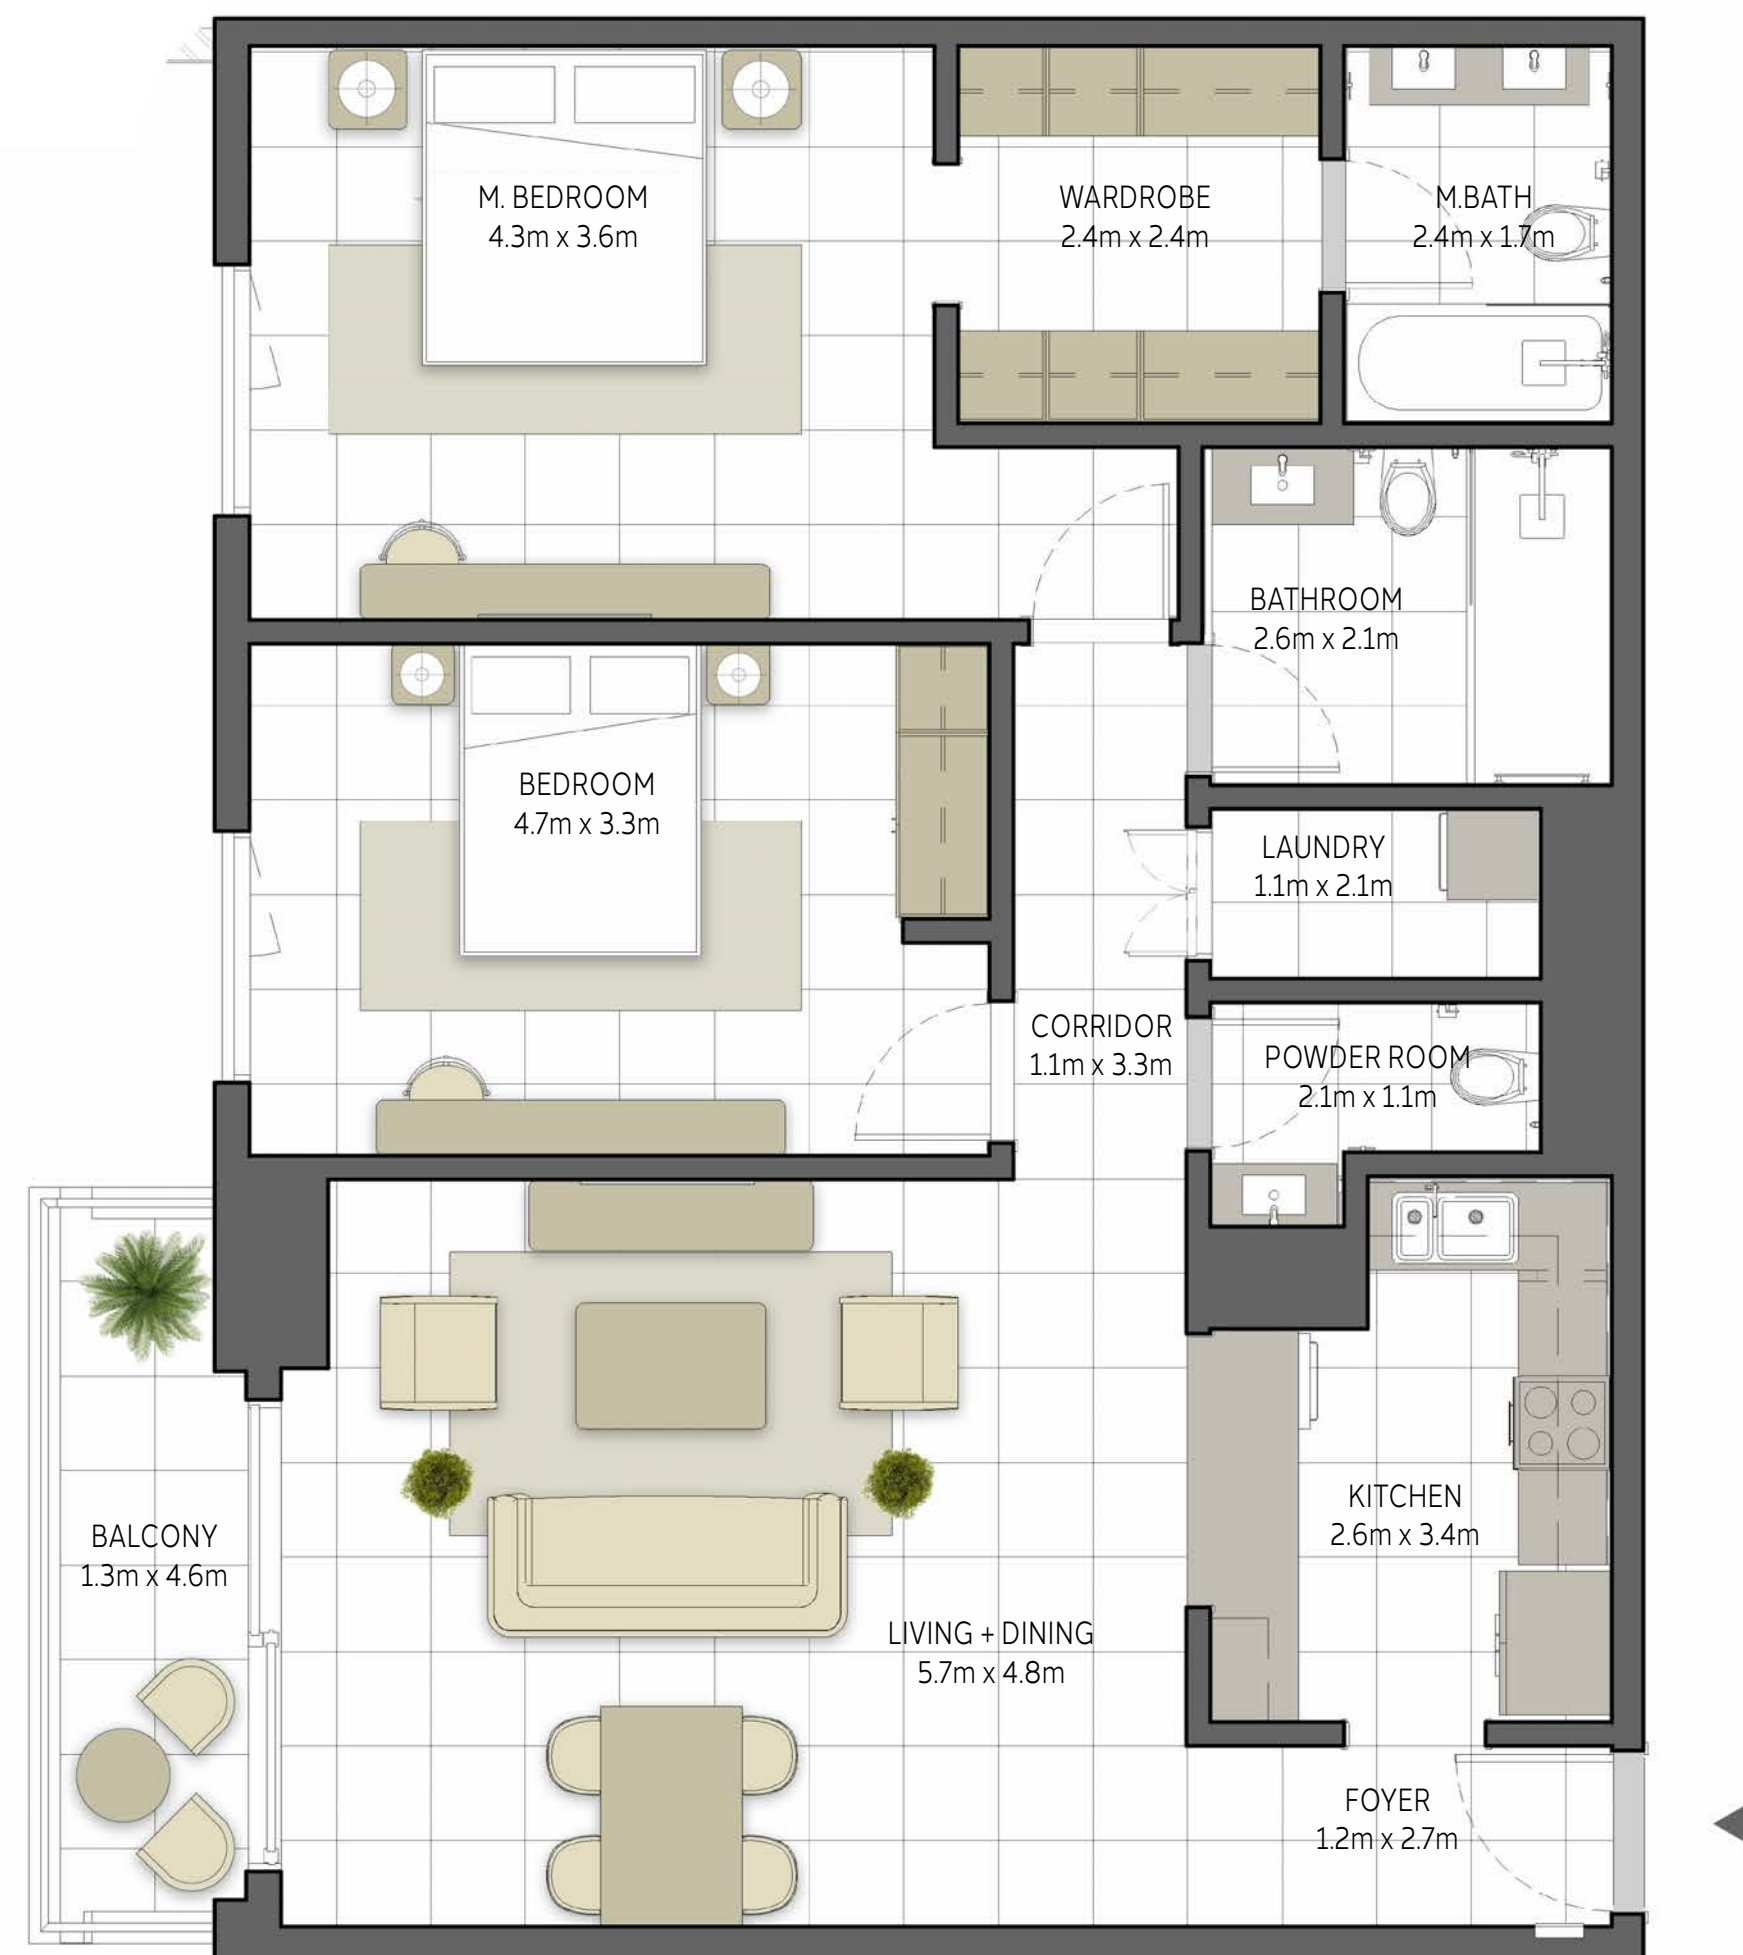 M. BEDROOM
4.3m x 3.6m
WARDROBE
2.4m x 2.4m
M.BATH
2.4m x 1.7m
BATHROOM
2.6m x 2.1m
BEDROOM
4.7m x 3.3m
LAUNDRY
1.1m x 2.1m
CORRIDOR
1.1m x 3.3m
POWDER ROOM
2.1m x 1.1m
KITCHEN
2.6m x 3.4m
BALCONY
1.3m x 4.6m
LIVING + DINING
5.7m x 4.8m
FOYER
1.2m x 2.7m